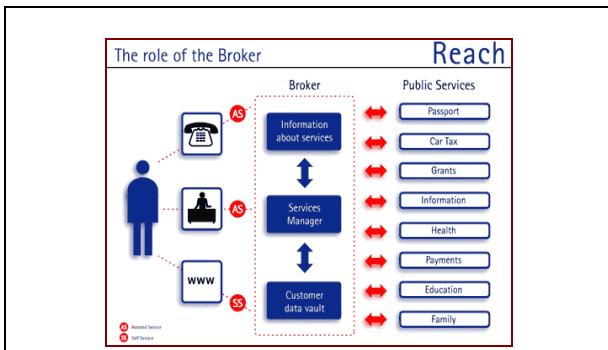 The role of the Broker
Reach
Broker
Public Services
AS
Information
about services
Passport
Car Tax
Grants
AS
Services
Manager
Information
Health
www
Payments
SS
Customer
data vault
Education
Family
AS Assisted Service
SS Self Service